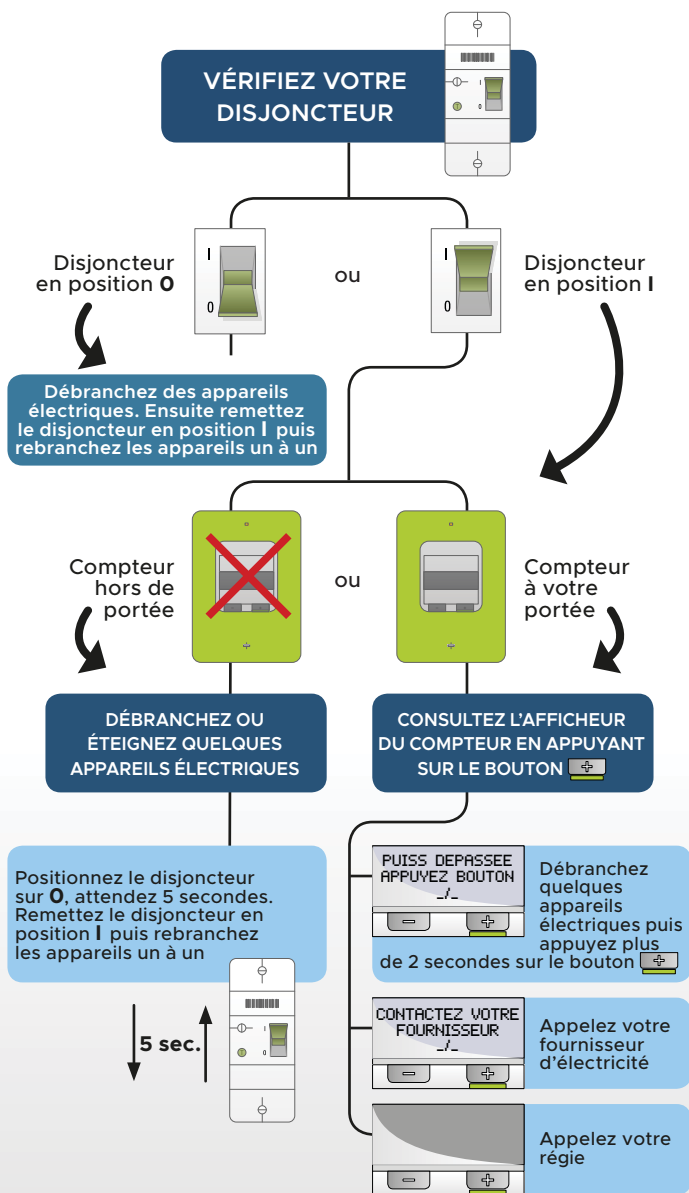 VÉRIFIEZ VOTRE
DISJONCTEUR
I
0
Disjoncteur
en position 0
I
0
ou
I
0
Disjoncteur
en position I
Débranchez des appareils
électriques. Ensuite remettez
le disjoncteur en position I puis
rebranchez les appareils un à un
Compteur
hors de
portée
ou
Compteur
à votre
portée
DÉBRANCHEZ OU
ÉTEIGNEZ QUELQUES
APPAREILS ÉLECTRIQUES
CONSULTEZ L'AFFICHEUR
DU COMPTEUR EN APPUYANT
SUR LE BOUTON +
Positionnez le disjoncteur
sur 0, attendez 5 secondes.
Remettez le disjoncteur en
position I puis rebranchez
les appareils un à un
5 sec.
I
0
PUISS DEPASSEE
APPUYEZ BOUTON
_/_
- +
Débranchez
quelques
appareils
électriques puis
appuyez plus
de 2 secondes sur le bouton +
CONTACTEZ VOTRE
FOURNISSEUR
_/_
- +
Appelez votre
fournisseur
d'électricité
- +
Appelez votre
régie